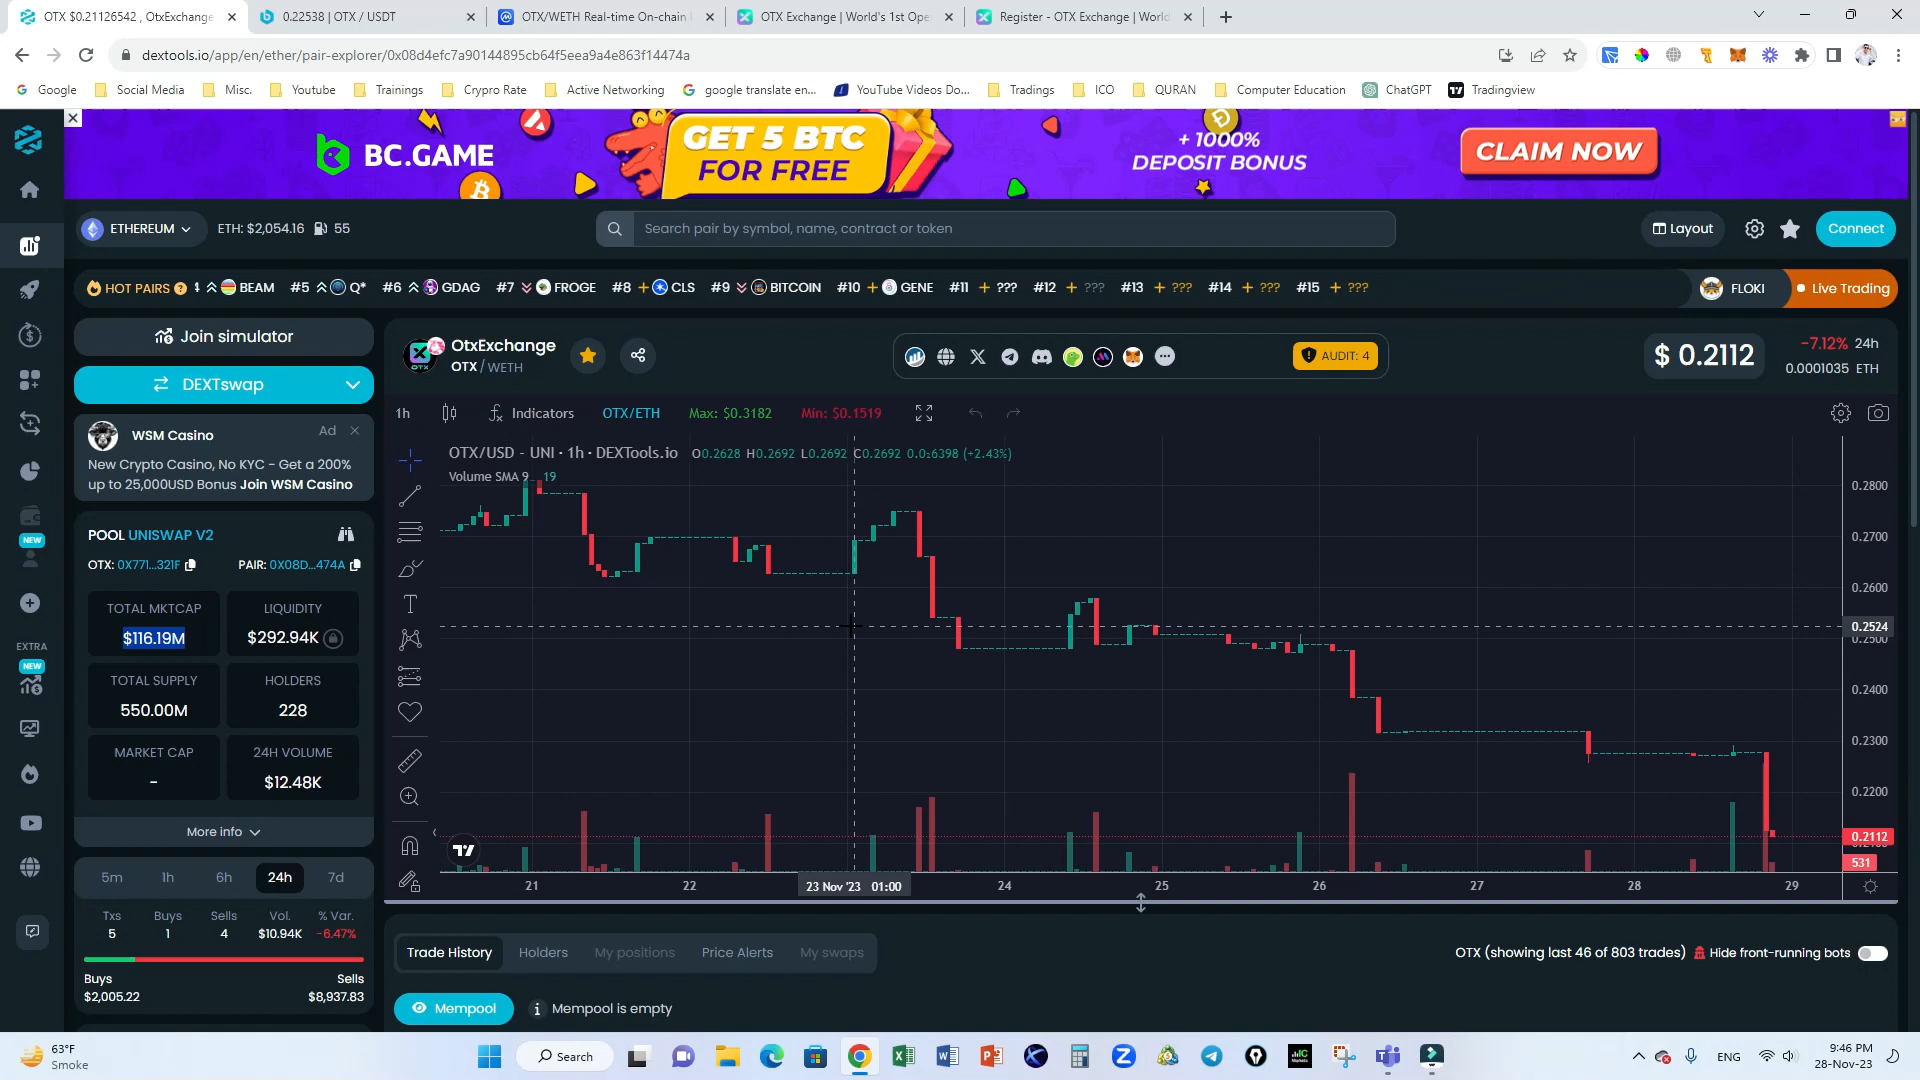 OTX $0.21126542 , OtxExchange
0.22538 | OTX / USDT
OTX/WETH Real-time On-chain
OTX Exchange | World's 1st Ope
Register - OTX Exchange | World
dextools.io/app/en/ether/pair-explorer/0x08d4efc7a90144895cb64f5eea9a4e863f14474a
Google
Social Media
Misc.
Youtube
Trainings
Crypro Rate
Active Networking
google translate en...
YouTube Videos Do...
Tradings
ICO
QURAN
Computer Education
ChatGPT
Tradingview
BC.GAME
GET 5 BTC
FOR FREE
+ 1000%
DEPOSIT BONUS
CLAIM NOW
ETHEREUM
ETH: $2,054.16
55
Search pair by symbol, name, contract or token
Layout
Connect
HOT PAIRS
BEAM
#5 Q*
#6 GDAG
#7 FROGE
#8 + CLS
#9 BITCOIN
#10 + GENE
#11 + ???
#12 + ???
#13 + ???
#14 + ???
#15 + ???
FLOKI
Live Trading
Join simulator
DEXTswap
WSM Casino
Ad
New Crypto Casino, No KYC - Get a 200%
up to 25,000USD Bonus Join WSM Casino
OtxExchange
OTX / WETH
AUDIT: 4
$ 0.2112
-7.12% 24h
0.0001035 ETH
1h
Indicators
OTX/ETH
Max: $0.3182
Min: $0.1519
OTX/USD - UNI · 1h · DEXTools.io O0.2628 H0.2692 L0.2692 C0.2692 0.0₂6398 (+2.43%)
Volume SMA 9 19
0.2800
0.2700
0.2600
0.2524
0.2500
0.2400
0.2300
0.2200
0.2112
531
21
22
23 Nov '23 01:00
24
25
26
27
28
29
POOL UNISWAP V2
OTX: 0X771...321F
PAIR: 0X08D...474A
TOTAL MKTCAP
$116.19M
LIQUIDITY
$292.94K
TOTAL SUPPLY
550.00M
HOLDERS
228
MARKET CAP
-
24H VOLUME
$12.48K
More info
5m
1h
6h
24h
7d
Txs
Buys
Sells
Vol.
% Var.
5
1
4
$10.94K
-6.47%
Buys
Sells
$2,005.22
$8,937.83
NEW
EXTRA
NEW
Trade History
Holders
My positions
Price Alerts
My swaps
OTX (showing last 46 of 803 trades)
Hide front-running bots
Mempool
Mempool is empty
63°F
Smoke
Search
ENG
9:46 PM
28-Nov-23